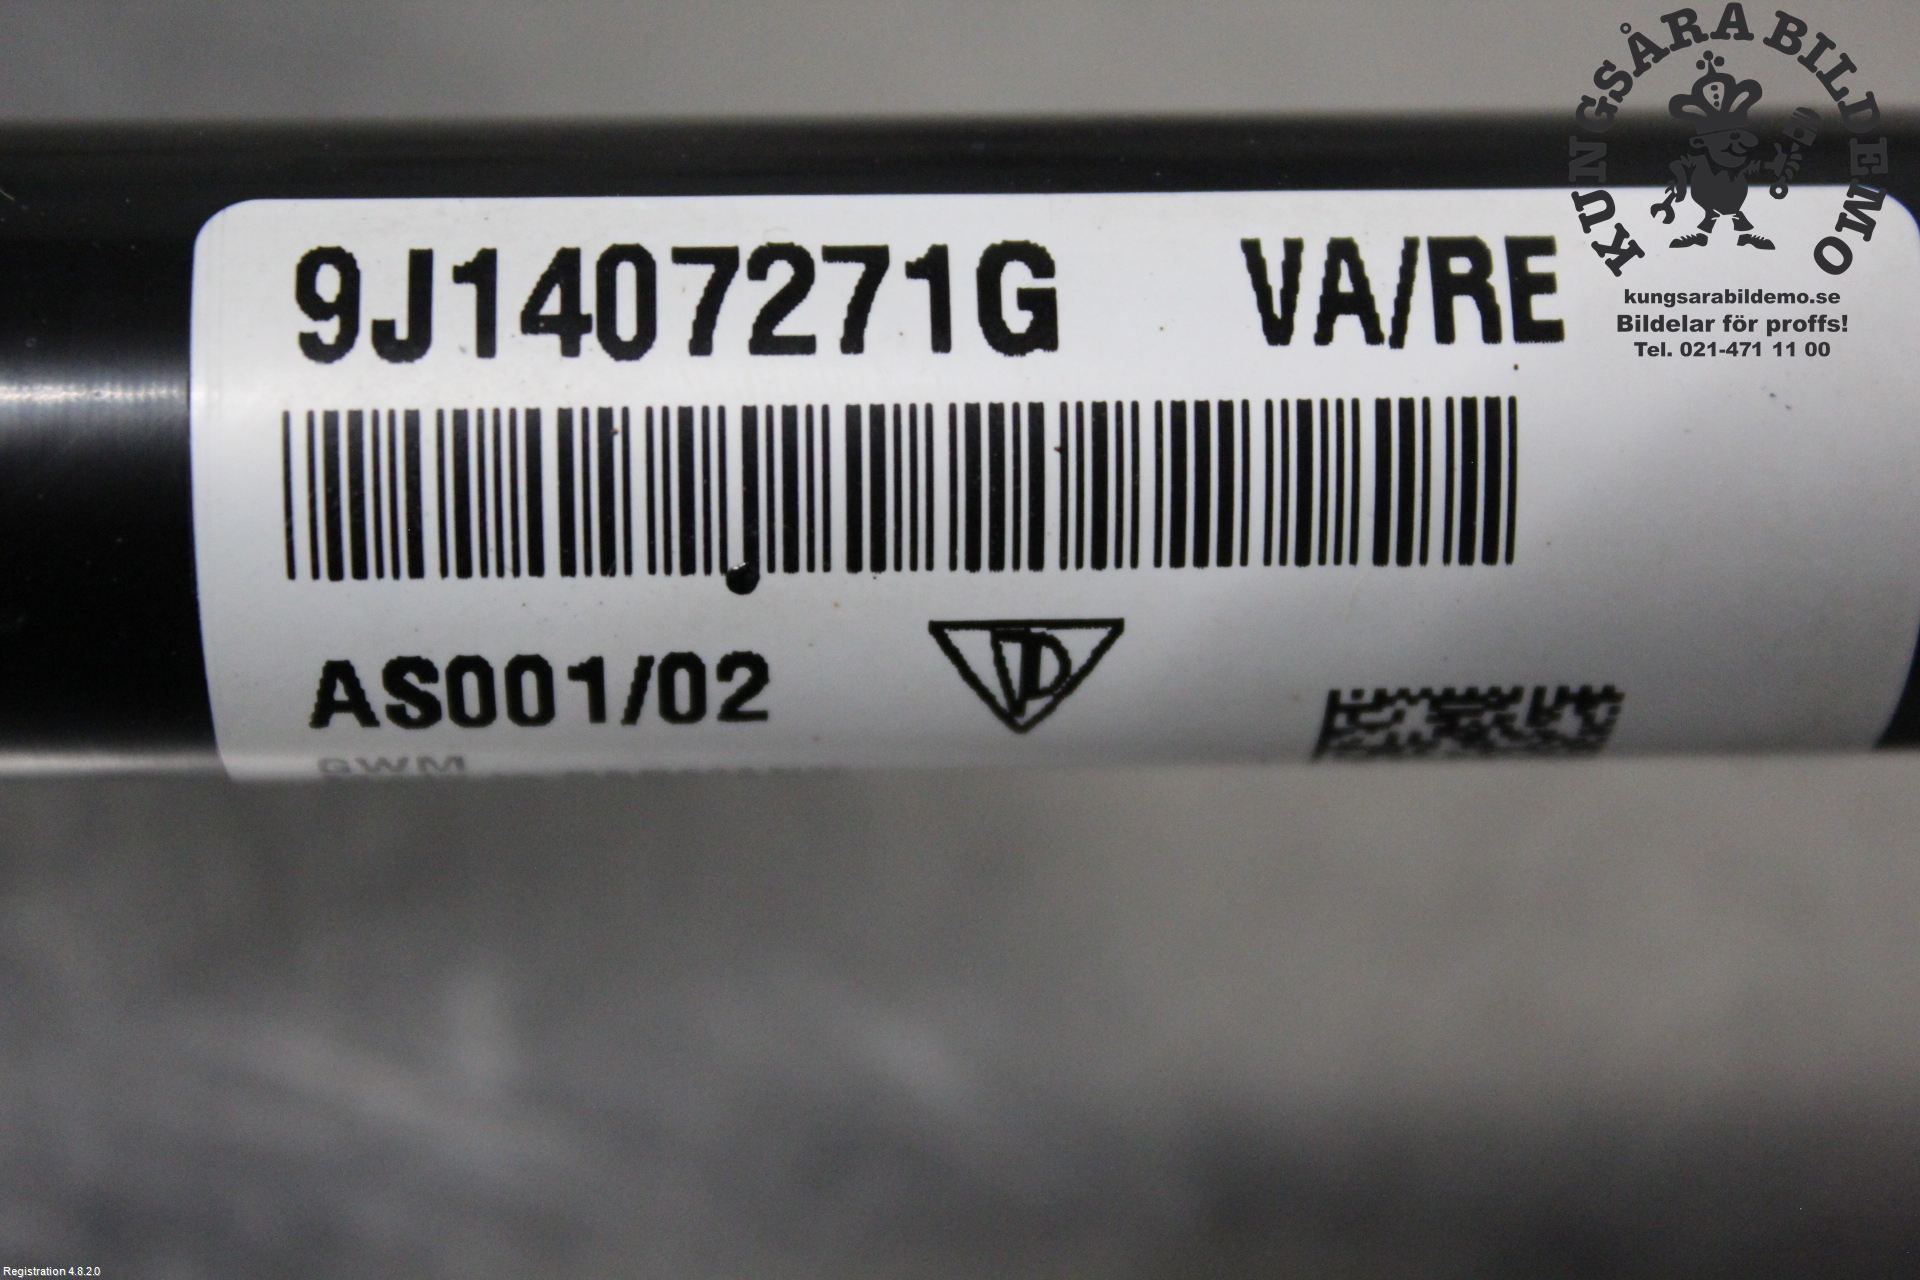 KUNGSÅRA BILDEMO
kungsarabildemo.se
Bildelar för proffs!
Tel. 021-471 11 00
9J1407271G VA/RE
AS001/02
GWM
Registration 4.8.2.0